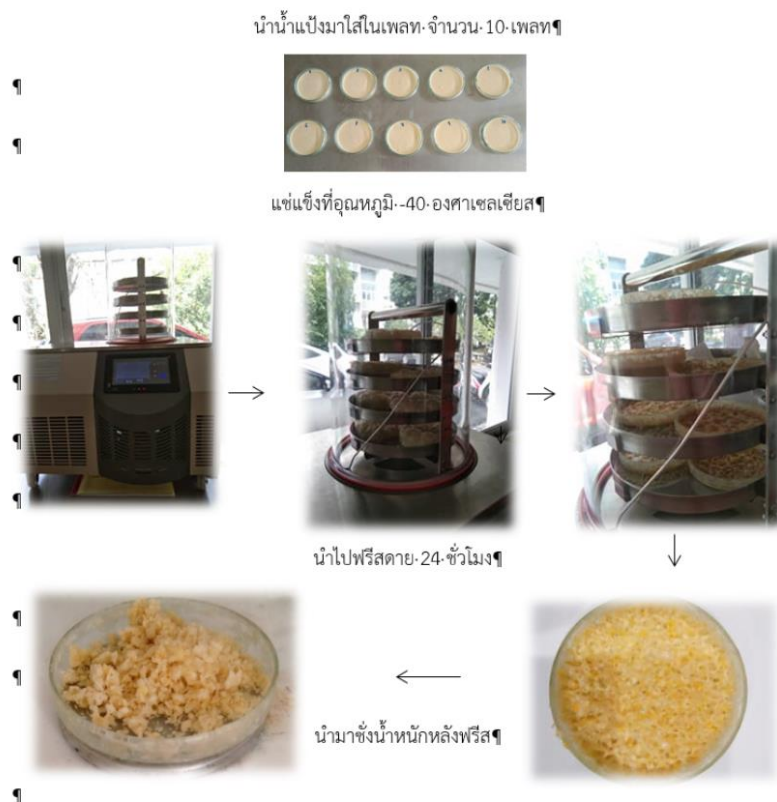 นำน้ำแป้งมาใส่ในเพลท·จำนวน·10·เพลท¶
¶
¶
แช่แข็งที่อุณหภูมิ·-40·องศาเซลเซียส¶
¶
¶
¶
¶
¶
นำไปฟรีสดาย·24·ชั่วโมง¶
¶
¶
นำมาชั่งน้ำหนักหลังฟรีส¶
¶